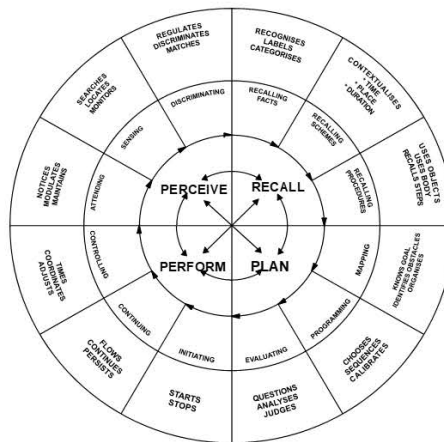 PERCEIVE
RECALL
PERFORM
PLAN
ATTENDING
SENSING
DISCRIMINATING
RECALLING
FACTS
RECALLING
SCHEMES
RECALLING
PROCEDURES
MAPPING
PROGRAMMING
EVALUATING
INITIATING
CONTINUING
CONTROLLING
NOTICES
MODULATES
MAINTAINS
SEARCHES
LOCATES
MONITORS
REGULATES
DISCRIMINATES
MATCHES
RECOGNISES
LABELS
CATEGORISES
CONTEXTUALISES
* TIME
* PLACE
* DURATION
USES OBJECTS
USES BODY
RECALLS STEPS
KNOWS GOAL
IDENTIFIES OBSTACLES
ORGANISES
CHOOSES
SEQUENCES
CALIBRATES
QUESTIONS
ANALYSES
JUDGES
STARTS
STOPS
FLOWS
CONTINUES
PERSISTS
TIMES
COORDINATES
ADJUSTS